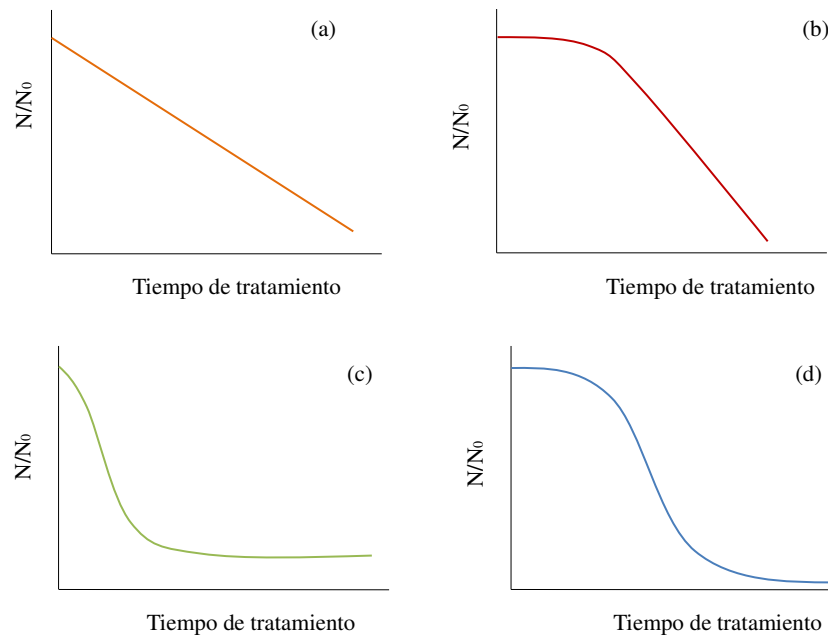 (a)
N/N₀
Tiempo de tratamiento
(b)
N/N₀
Tiempo de tratamiento
(c)
N/N₀
Tiempo de tratamiento
(d)
N/N₀
Tiempo de tratamiento